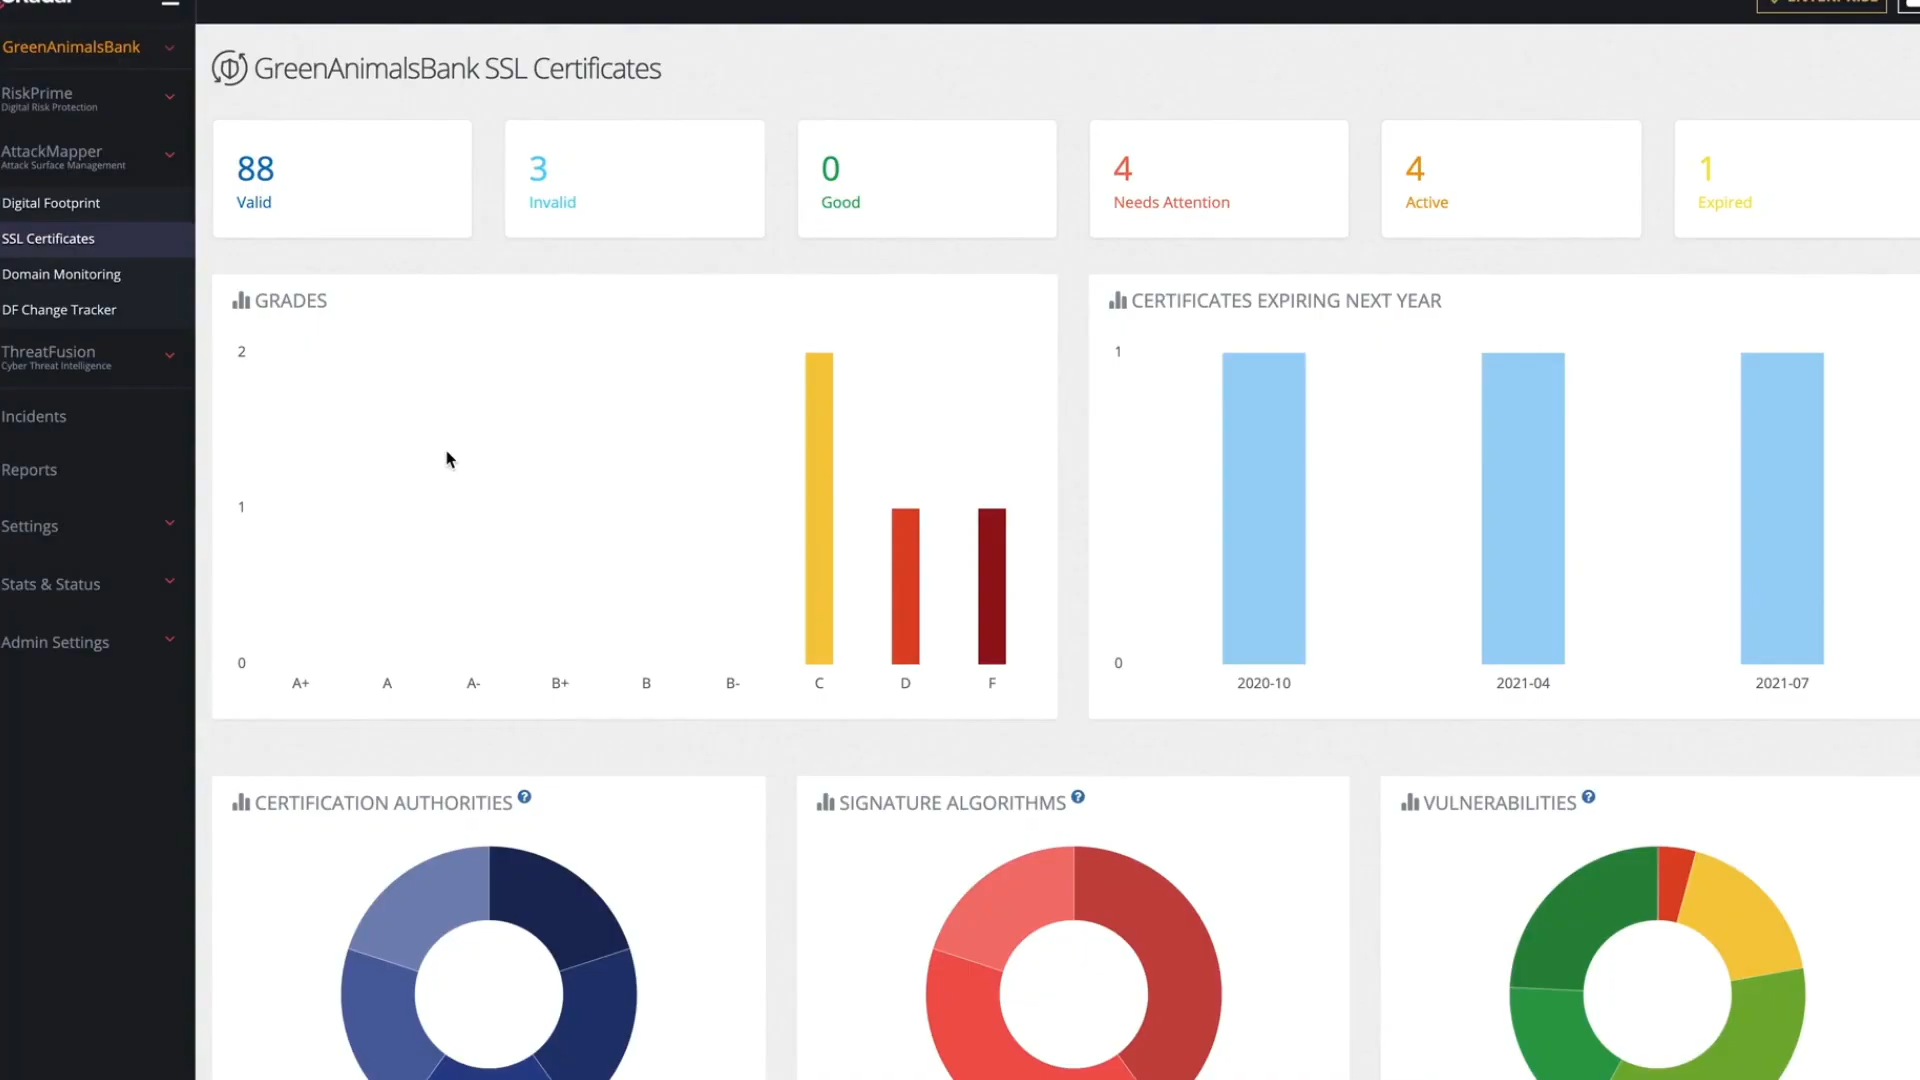 GreenAnimalsBank
RiskPrime
Digital Risk Protection
AttackMapper
Attack Surface Management
Digital Footprint
SSL Certificates
Domain Monitoring
DF Change Tracker
ThreatFusion
Cyber Threat Intelligence
Incidents
Reports
Settings
Stats & Status
Admin Settings
GreenAnimalsBank SSL Certificates
88
Valid
3
Invalid
0
Good
4
Needs Attention
4
Active
1
Expired
GRADES
2
1
0
A+ A A- B+ B B- C D F
CERTIFICATES EXPIRING NEXT YEAR
1
0
2020-10 2021-04 2021-07
CERTIFICATION AUTHORITIES ?
SIGNATURE ALGORITHMS ?
VULNERABILITIES ?